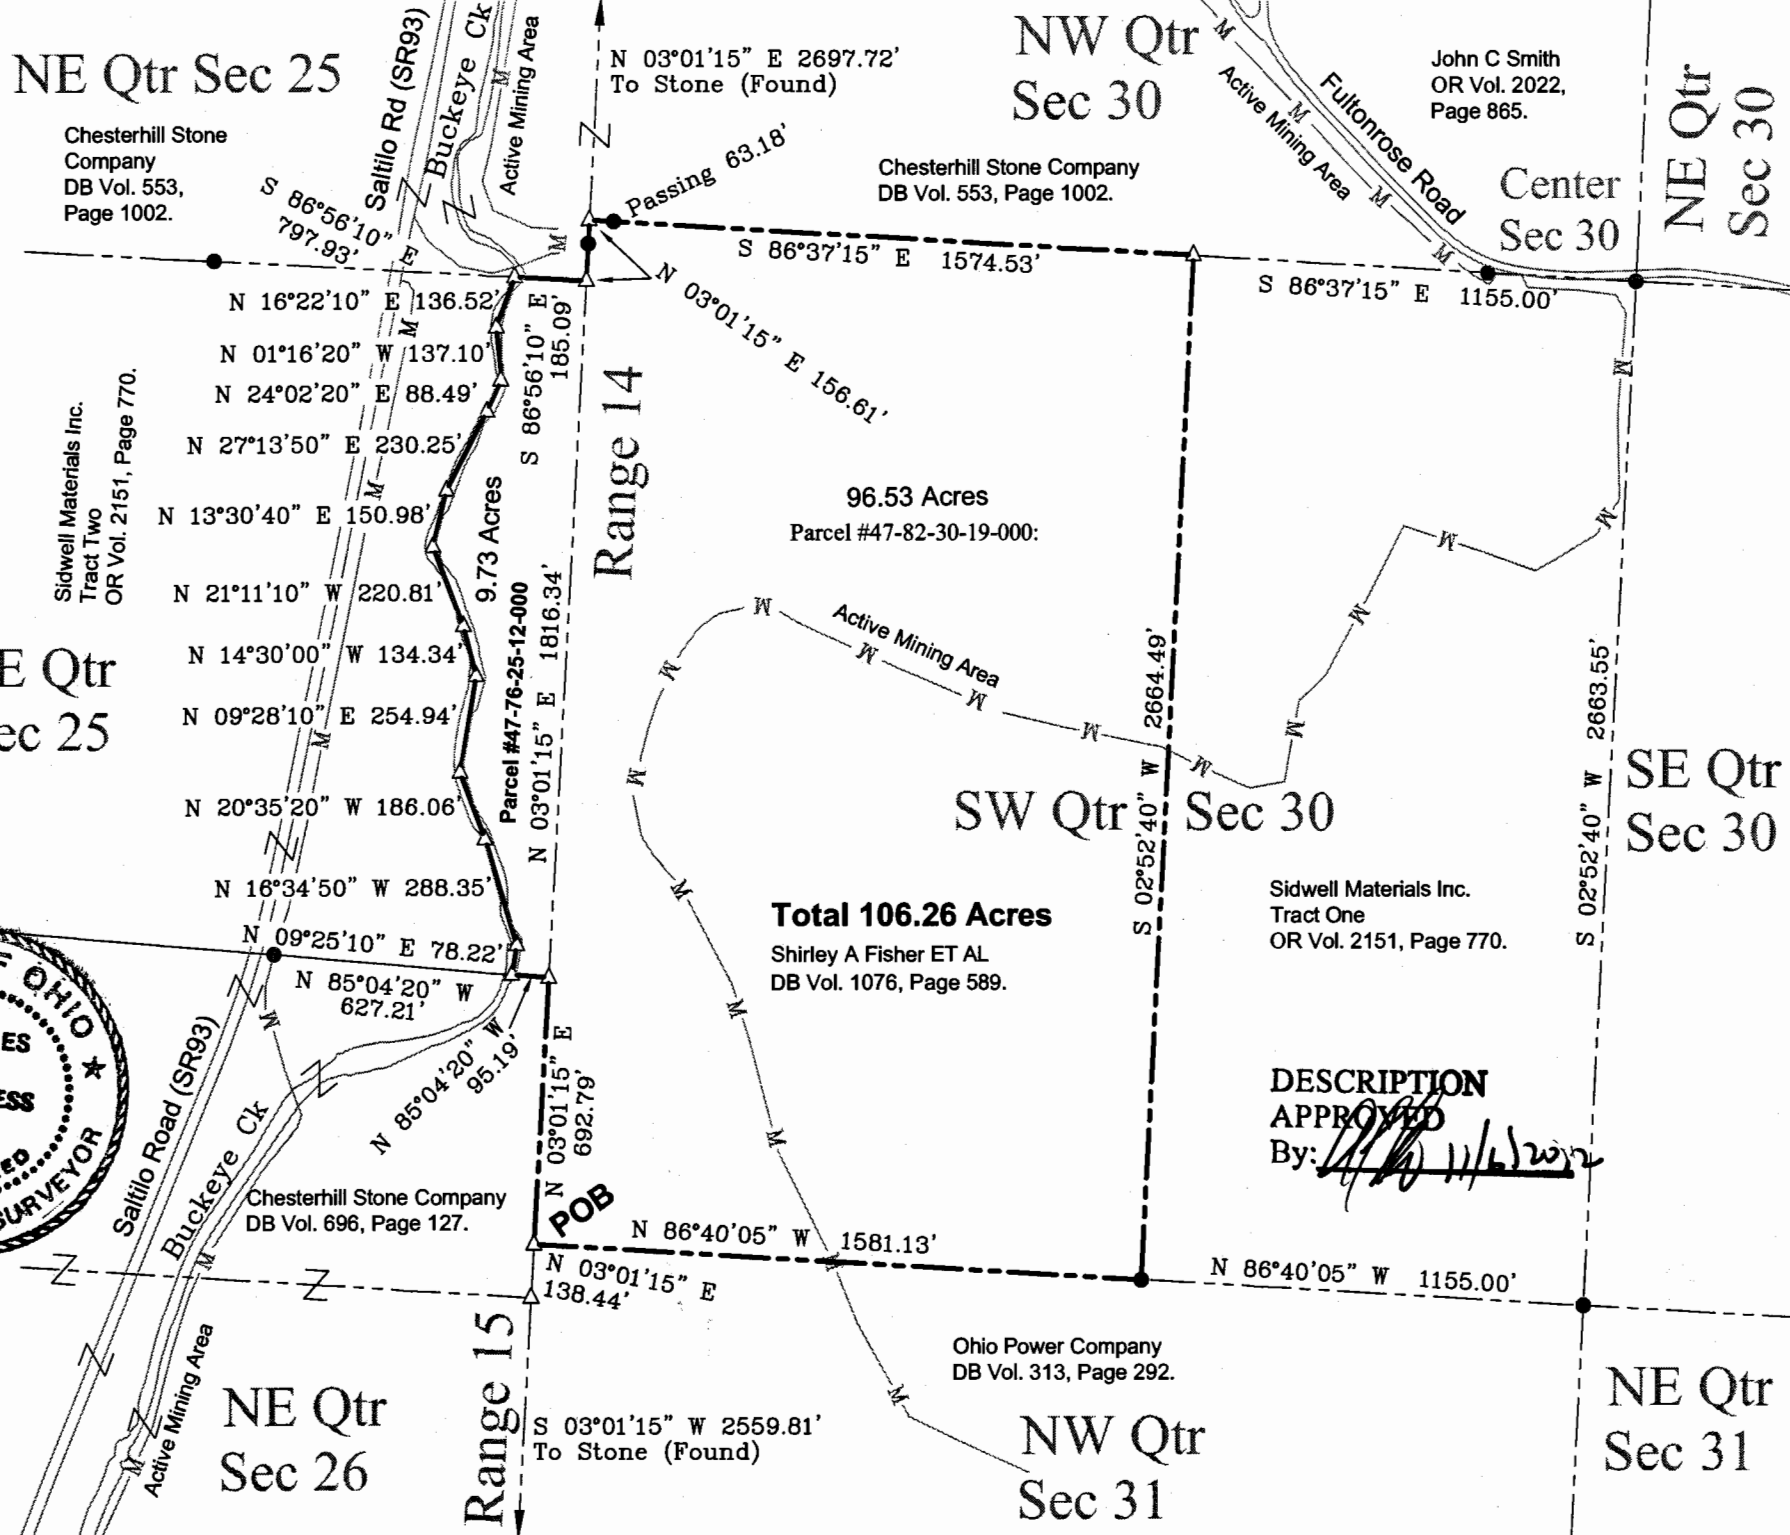 NE Qtr Sec 25
Chesterhill Stone
Company
DB Vol. 553,
Page 1002.
Saltilo Rd (SR93)
Buckeye Ck
Active Mining Area
N 03°01'15" E 2697.72'
To Stone (Found)
Passing 63.18'
NW Qtr
Sec 30
Chesterhill Stone Company
DB Vol. 553, Page 1002.
Active Mining Area
Fultonrose Road
John C Smith
OR Vol. 2022,
Page 865.
Center
Sec 30
NE Qtr
Sec 30
S 86°56'10" E
797.93'
S 86°37'15" E 1574.53'
S 86°37'15" E 1155.00'
N 03°01'15" E 156.61'
S 86°56'10" E
185.09'
N 16°22'10" E 136.52'
N 01°16'20" W 137.10'
N 24°02'20" E 88.49'
N 27°13'50" E 230.25'
N 13°30'40" E 150.98'
N 21°11'10" W 220.81'
N 14°30'00" W 134.34'
N 09°28'10" E 254.94'
N 20°35'20" W 186.06'
N 16°34'50" W 288.35'
N 09°25'10" E 78.22'
N 85°04'20" W
627.21'
N 85°04'20" W
95.19'
Sidwell Materials Inc.
Tract Two
OR Vol. 2151, Page 770.
E Qtr
ec 25
9.73 Acres
Parcel #47-76-25-12-000
N 03°01'15" E 1816.34'
Range 14
96.53 Acres
Parcel #47-82-30-19-000:
Active Mining Area
S 02°52'40" W 2664.49'
S 02°52'40" W 2663.55'
SW Qtr Sec 30
SE Qtr
Sec 30
Total 106.26 Acres
Shirley A Fisher ET AL
DB Vol. 1076, Page 589.
Sidwell Materials Inc.
Tract One
OR Vol. 2151, Page 770.
DESCRIPTION
APPROVED
By: 11/6/2012
OHIO
ES
ESS
ED
SURVEYOR
Saltilo Road (SR93)
Buckeye Ck
Chesterhill Stone Company
DB Vol. 696, Page 127.
N 03°01'15" E
692.79'
POB
N 86°40'05" W 1581.13'
N 86°40'05" W 1155.00'
N 03°01'15" E
138.44'
Active Mining Area
NE Qtr
Sec 26
Range 15
S 03°01'15" W 2559.81'
To Stone (Found)
Ohio Power Company
DB Vol. 313, Page 292.
NW Qtr
Sec 31
NE Qtr
Sec 31